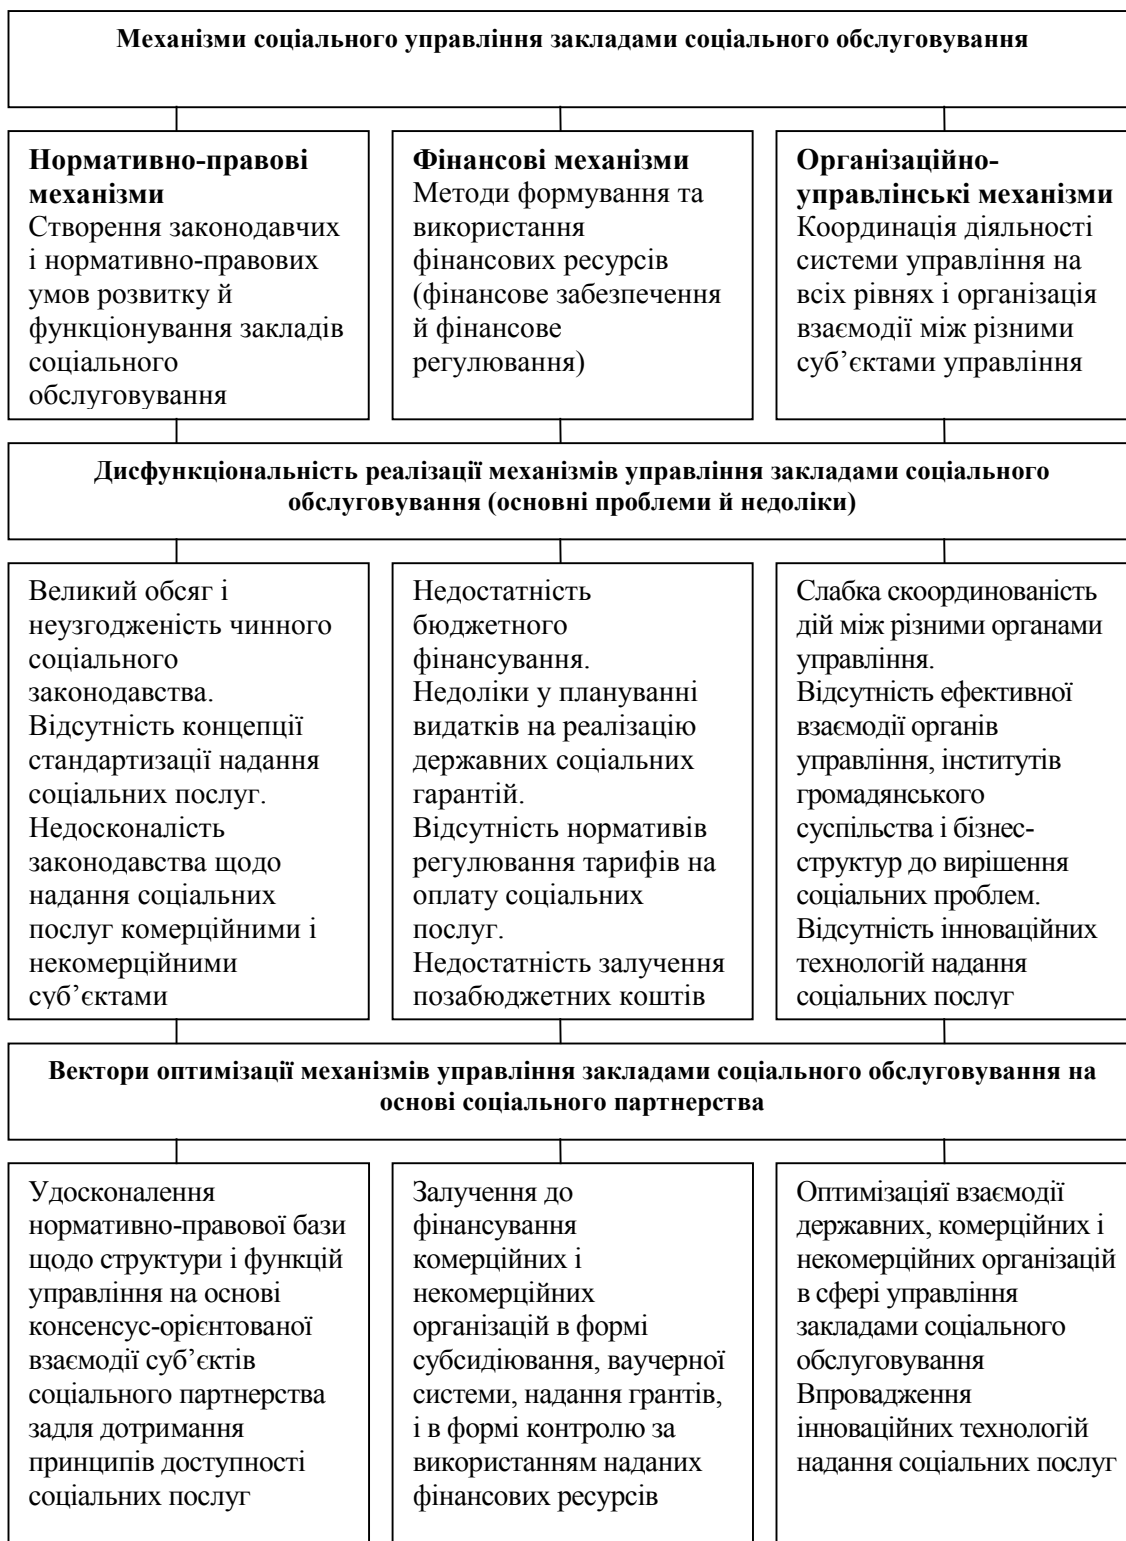 Механізми соціального управління закладами соціального обслуговування
Нормативно-правові
механізми
Створення законодавчих
і нормативно-правових
умов розвитку й
функціонування закладів
соціального
обслуговування
Фінансові механізми
Методи формування та
використання
фінансових ресурсів
(фінансове забезпечення
й фінансове
регулювання)
Організаційно-
управлінські механізми
Координація діяльності
системи управління на
всіх рівнях і організація
взаємодії між різними
суб’єктами управління
Дисфункціональність реалізації механізмів управління закладами соціального
обслуговування (основні проблеми й недоліки)
Великий обсяг і
неузгодженість чинного
соціального
законодавства.
Відсутність концепції
стандартизації надання
соціальних послуг.
Недосконалість
законодавства щодо
надання соціальних
послуг комерційними і
некомерційними
суб’єктами
Недостатність
бюджетного
фінансування.
Недоліки у плануванні
видатків на реалізацію
державних соціальних
гарантій.
Відсутність нормативів
регулювання тарифів на
оплату соціальних
послуг.
Недостатність залучення
позабюджетних коштів
Слабка скоординованість
дій між різними органами
управління.
Відсутність ефективної
взаємодії органів
управління, інститутів
громадянського
суспільства і бізнес-
структур до вирішення
соціальних проблем.
Відсутність інноваційних
технологій надання
соціальних послуг
Вектори оптимізації механізмів управління закладами соціального обслуговування на
основі соціального партнерства
Удосконалення
нормативно-правової бази
щодо структури і функцій
управління на основі
консенсус-орієнтованої
взаємодії суб’єктів
соціального партнерства
задля дотримання
принципів доступності
соціальних послуг
Залучення до
фінансування
комерційних і
некомерційних
організацій в формі
субсидіювання, ваучерної
системи, надання грантів,
і в формі контролю за
використанням наданих
фінансових ресурсів
Оптимізаціяї взаємодії
державних, комерційних і
некомерційних організацій
в сфері управління
закладами соціального
обслуговування
Впровадження
інноваційних технологій
надання соціальних послуг